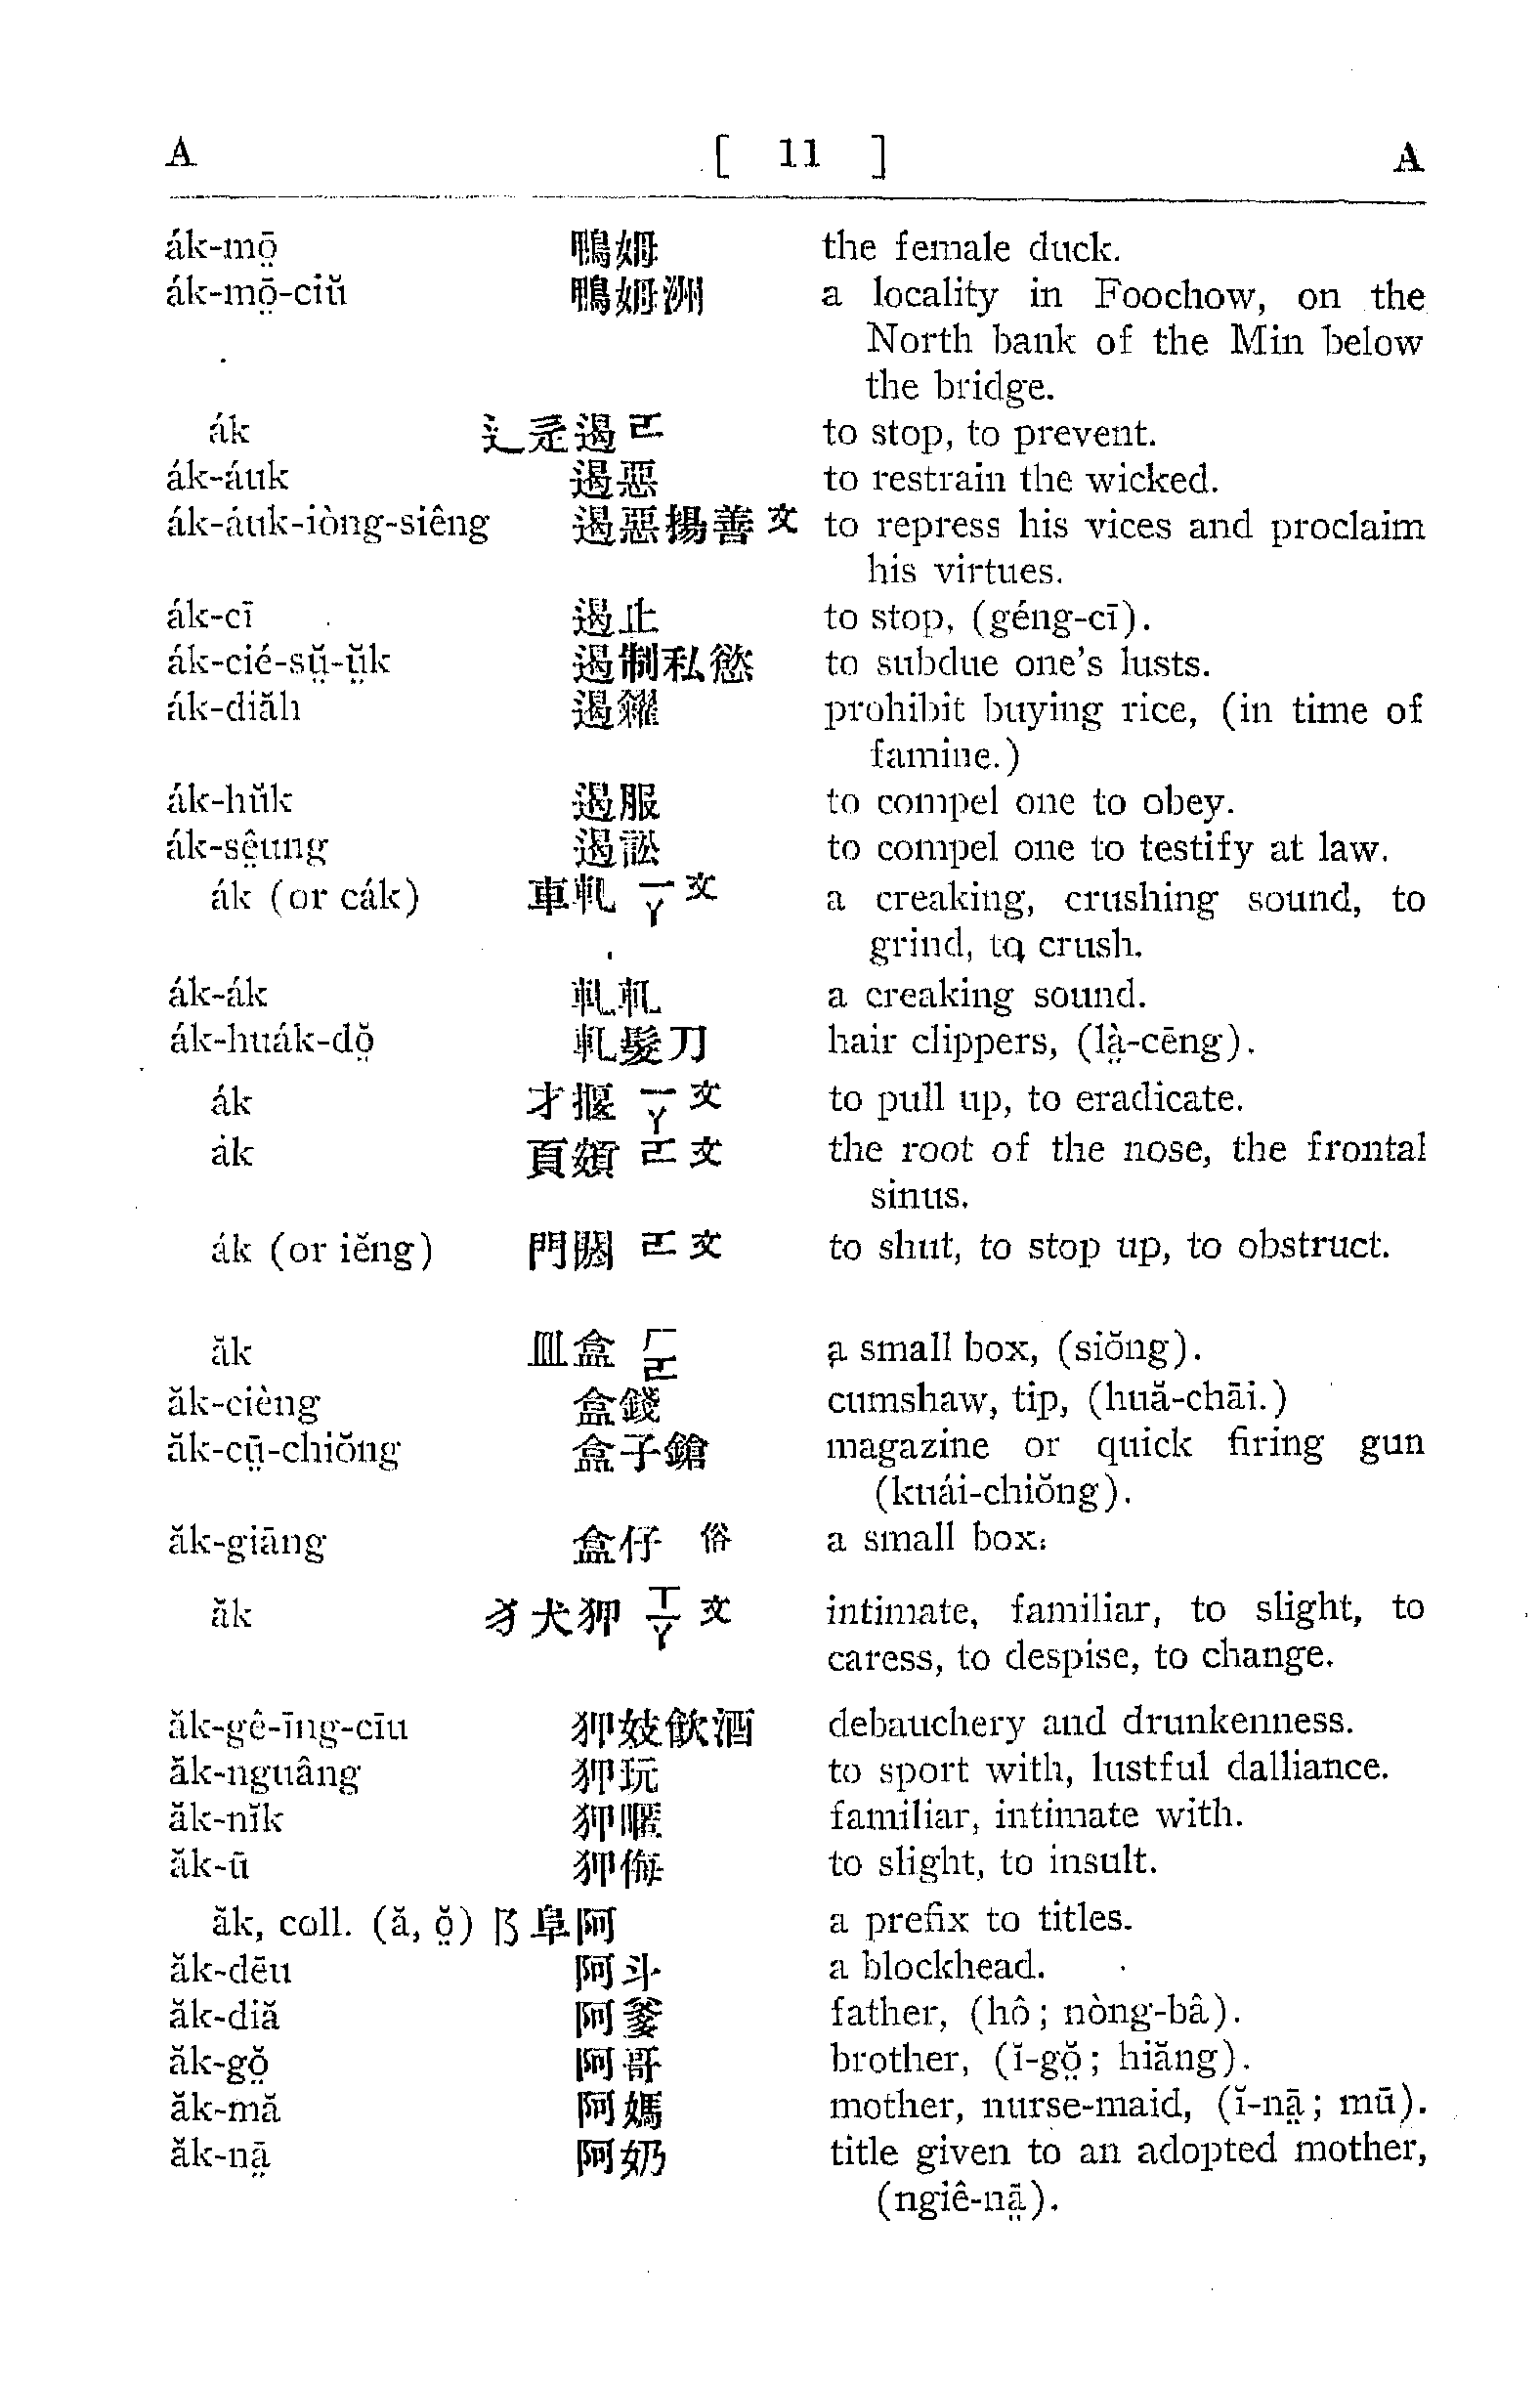 A [ 11 ] A
ák-mō̤ 鴨姆 the female duck.
ák-mō̤-ciŭ 鴨姆洲 a locality in Foochow, on the
North bank of the Min below
the bridge.
ák 辶辵遏ㄜ to stop, to prevent.
ák-áuk 遏惡 to restrain the wicked.
ák-áuk-iòng-siêng 遏惡揚善 文 to repress his vices and proclaim
his virtues.
ák-cī 遏止 to stop, (géng-cī).
ák-cié-sṳ̆-ṳ̆k 遏制私慾 to subdue one's lusts.
ák-diăh 遏糴 prohibit buying rice, (in time of
famine.)
ák-hŭk 遏服 to compel one to obey.
ák-sê̤ung 遏訟 to compel one to testify at law.
ák (or cák) 車軋 ㄧㄚ 文 a creaking, crushing sound, to
grind, to crush.
ák-ák 軋軋 a creaking sound.
ák-huák-dŏ̤ 軋髮刀 hair clippers, (là̤-cēng).
ák 才揠 ㄧㄚ 文 to pull up, to eradicate.
ák 頁頞 ㄜ 文 the root of the nose, the frontal
sinus.
ák (or iĕng) 門閼 ㄜ 文 to shut, to stop up, to obstruct.
ăk 皿盒 ㄏㄜ a small box, (siŏng).
ăk-cièng 盒錢 cumshaw, tip, (huă-chāi.)
ăk-cṳ̄-chiŏng 盒子鎗 magazine or quick firing gun
(kuái-chiŏng).
ăk-giāng 盒仔 俗 a small box.
ăk 犭犬狎 ㄒㄧㄚ 文 intimate, familiar, to slight, to
caress, to despise, to change.
ăk-gê-īng-cīu 狎妓飲酒 debauchery and drunkenness.
ăk-nguâng 狎玩 to sport with, lustful dalliance.
ăk-nĭk 狎暱 familiar, intimate with.
ăk-ū 狎侮 to slight, to insult.
ăk, coll. (ă, ŏ̤) 阝阜阿 a prefix to titles.
ăk-dēu 阿斗 a blockhead.
ăk-diă 阿爹 father, (hô; nòng-bâ).
ăk-gŏ̤ 阿哥 brother, (ĭ-gŏ̤; hiăng).
ăk-mă 阿媽 mother, nurse-maid, (ĭ-nā̤; mū).
ăk-nā̤ 阿奶 title given to an adopted mother,
(ngiê-nā̤).